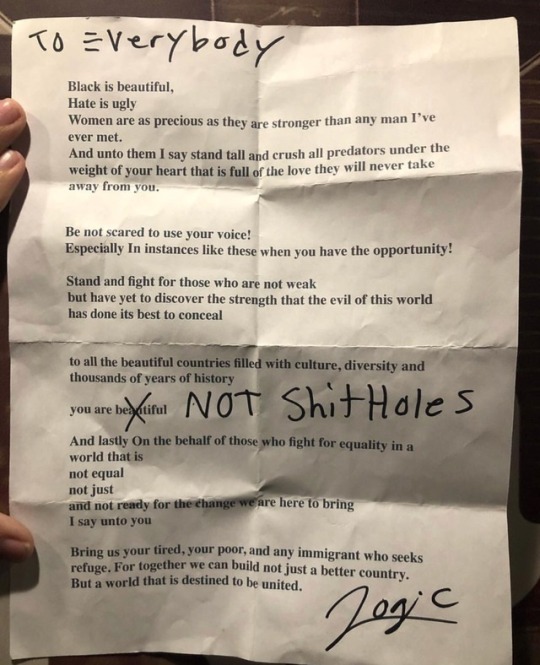 To Everybody
Black is beautiful,
Hate is ugly
Women are as precious as they are stronger than any man I've
ever met.
And unto them I say stand tall and crush all predators under the
weight of your heart that is full of the love they will never take
away from you.
Be not scared to use your voice!
Especially In instances like these when you have the opportunity!
Stand and fight for those who are not weak
but have yet to discover the strength that the evil of this world
has done its best to conceal
to all the beautiful countries filled with culture, diversity and
thousands of years of history
you are beautiful NOT ShitHoles
And lastly On the behalf of those who fight for equality in a
world that is
not equal
not just
and not ready for the change we are here to bring
I say unto you
Bring us your tired, your poor, and any immigrant who seeks
refuge. For together we can build not just a better country.
But a world that is destined to be united.
Logic